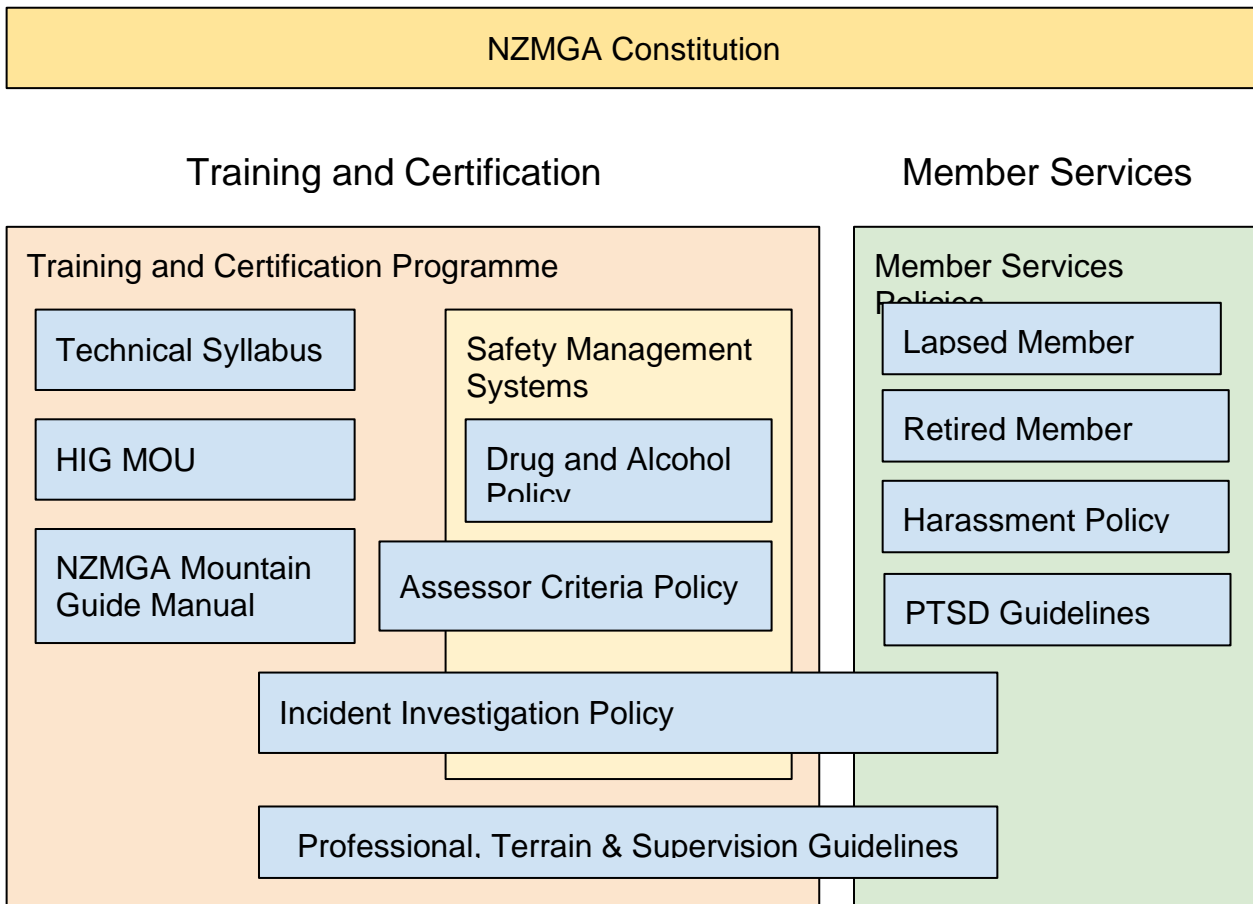 NZMGA Constitution
Training and Certification
Member Services
Training and Certification Programme
Technical Syllabus
HIG MOU
NZMGA Mountain
Guide Manual
Safety Management
Systems
Drug and Alcohol
Policy
Assessor Criteria Policy
Incident Investigation Policy
Professional, Terrain & Supervision Guidelines
Member Services
Policies
Lapsed Member
Retired Member
Harassment Policy
PTSD Guidelines